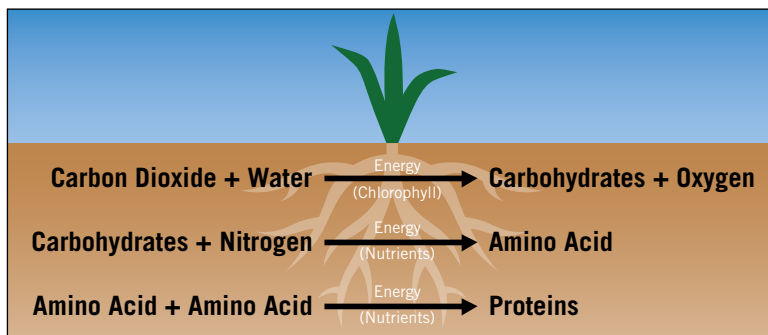 Energy
Carbon Dioxide + Water Carbohydrates + Oxygen
(Chlorophyll)
Energy
Carbohydrates + Nitrogen Amino Acid
(Nutrients)
Energy
Amino Acid + Amino Acid Proteins
(Nutrients)